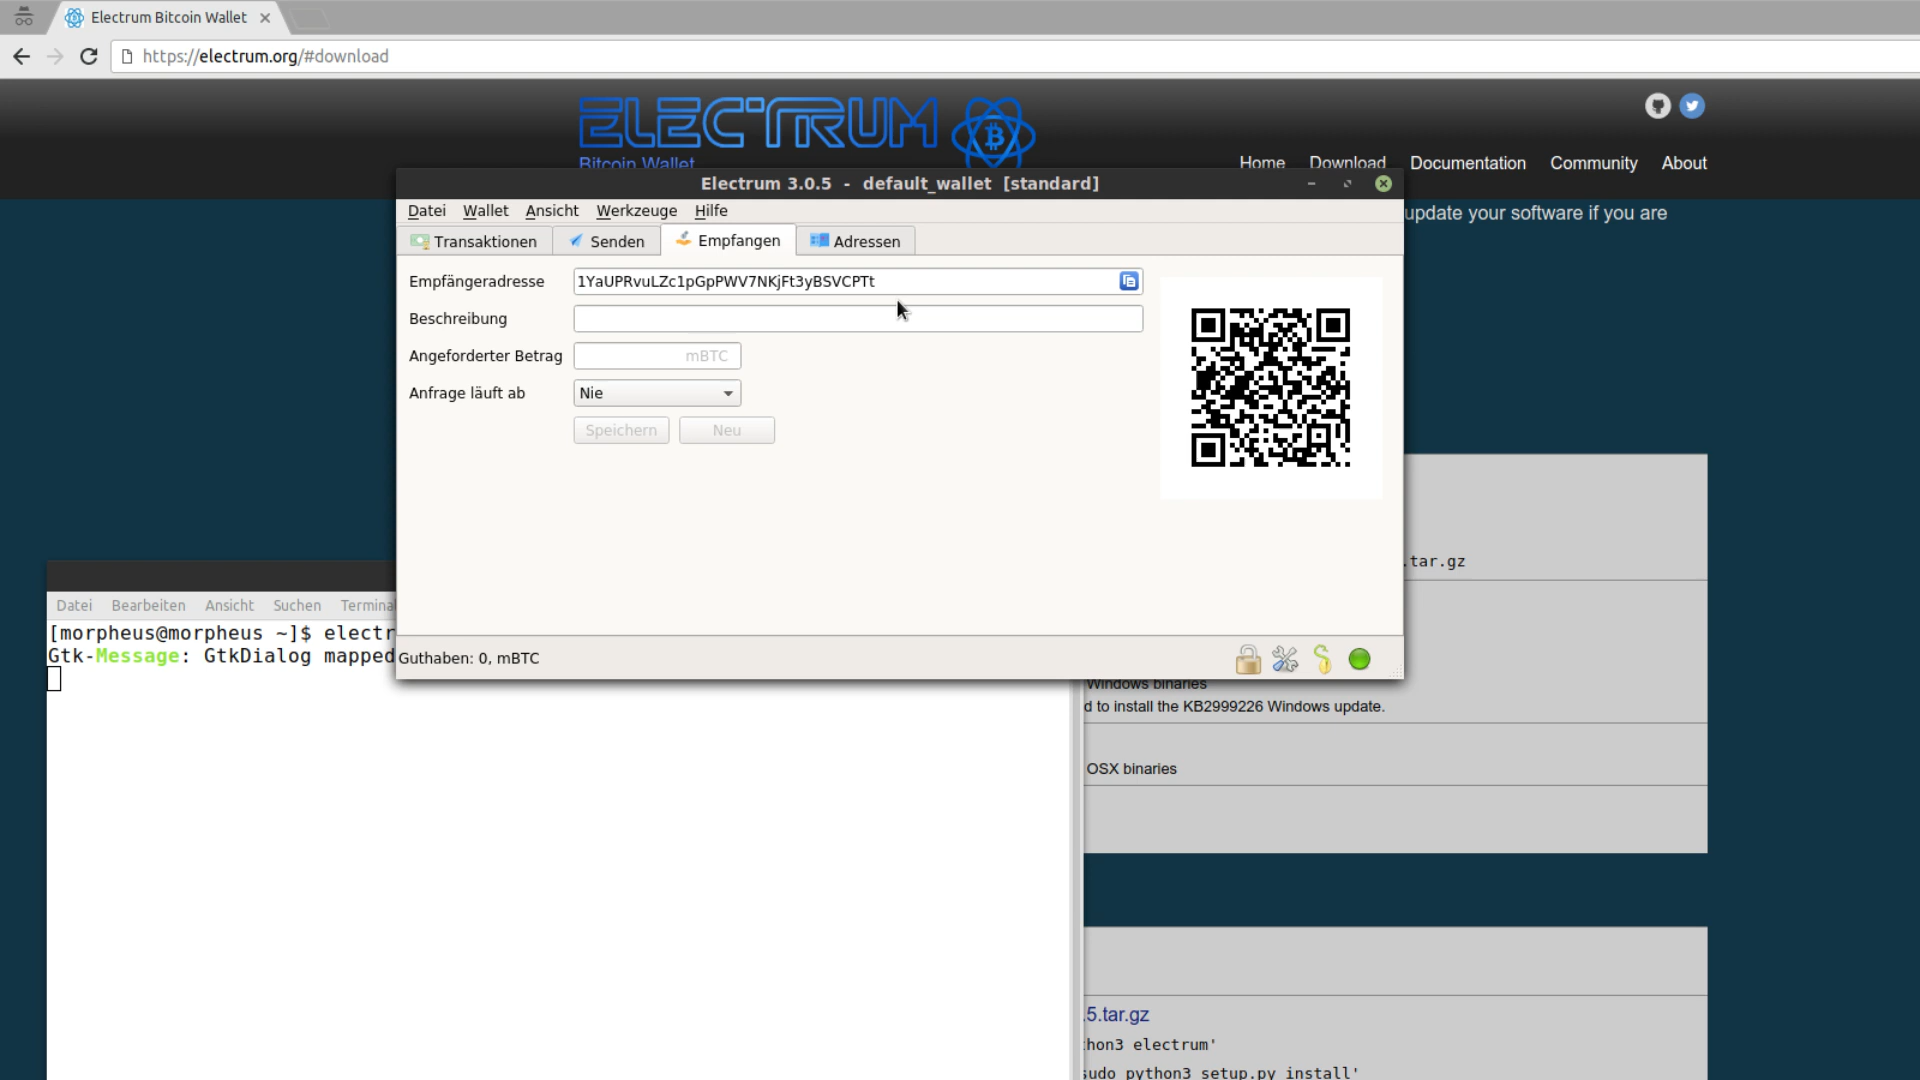 Electrum Bitcoin Wallet
https://electrum.org/#download
ELECTRUM
Bitcoin Wallet
Home Download Documentation Community About
update your software if you are
Electrum 3.0.5 - default_wallet [standard]
Datei Wallet Ansicht Werkzeuge Hilfe
Transaktionen Senden Empfangen Adressen
Empfängeradresse 1YaUPRvuLZc1pGpPWV7NKjFt3yBSVCPTt
Beschreibung
Angeforderter Betrag mBTC
Anfrage läuft ab Nie
Speichern Neu
Guthaben: 0, mBTC
.tar.gz
Datei Bearbeiten Ansicht Suchen Termina
[morpheus@morpheus ~]$ electr
Gtk-Message: GtkDialog mapped
Windows binaries
d to install the KB2999226 Windows update.
OSX binaries
.5.tar.gz
thon3 electrum'
sudo python3 setup.py install'